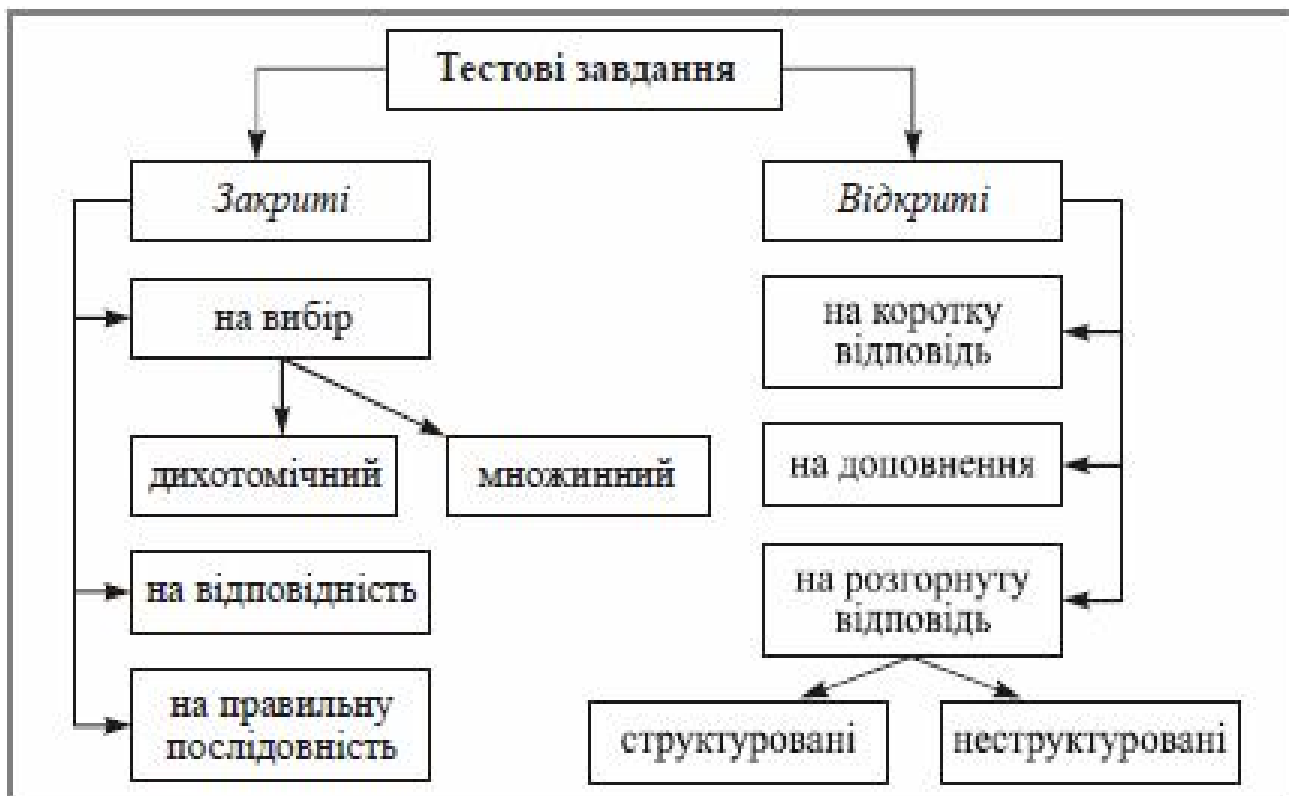 Тестові завдання
Закриті
Відкриті
на вибір
дихотомічний
множинний
на відповідність
на правильну
послідовність
на коротку
відповідь
на доповнення
на розгорнуту
відповідь
структуровані
неструктуровані